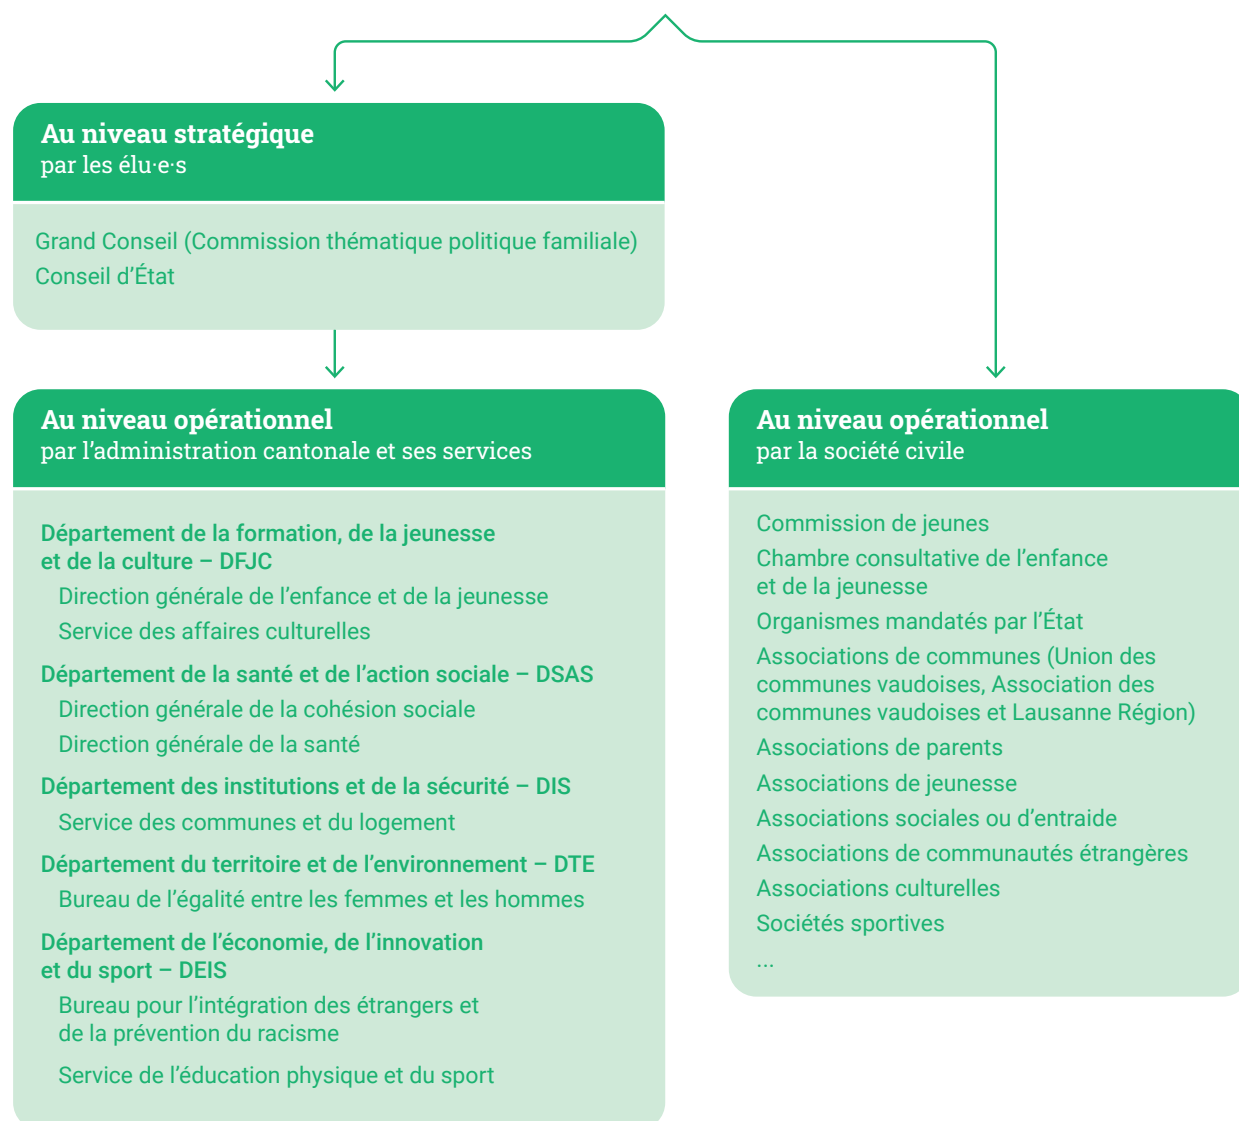 Au niveau stratégique
par les élu·e·s
Grand Conseil (Commission thématique politique familiale)
Conseil d’État
Au niveau opérationnel
par l’administration cantonale et ses services
Département de la formation, de la jeunesse
et de la culture – DFJC
Direction générale de l’enfance et de la jeunesse
Service des affaires culturelles
Département de la santé et de l’action sociale – DSAS
Direction générale de la cohésion sociale
Direction générale de la santé
Département des institutions et de la sécurité – DIS
Service des communes et du logement
Département du territoire et de l’environnement – DTE
Bureau de l’égalité entre les femmes et les hommes
Département de l’économie, de l’innovation
et du sport – DEIS
Bureau pour l’intégration des étrangers et
de la prévention du racisme
Service de l’éducation physique et du sport
Au niveau opérationnel
par la société civile
Commission de jeunes
Chambre consultative de l’enfance
et de la jeunesse
Organismes mandatés par l’État
Associations de communes (Union des
communes vaudoises, Association des
communes vaudoises et Lausanne Région)
Associations de parents
Associations de jeunesse
Associations sociales ou d’entraide
Associations de communautés étrangères
Associations culturelles
Sociétés sportives
...